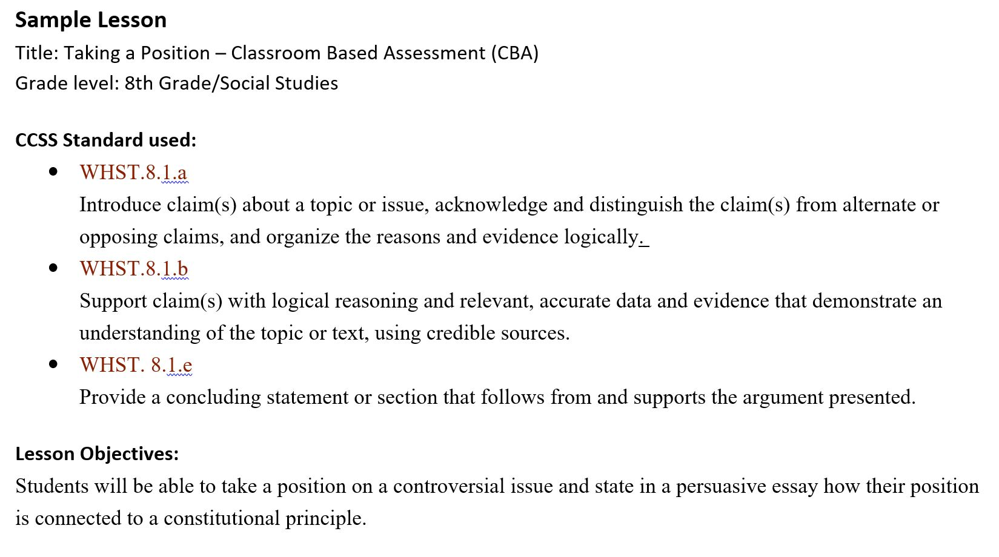 Sample Lesson
Title: Taking a Position – Classroom Based Assessment (CBA)
Grade level: 8th Grade/Social Studies
CCSS Standard used:
• WHST.8.1.a
Introduce claim(s) about a topic or issue, acknowledge and distinguish the claim(s) from alternate or
opposing claims, and organize the reasons and evidence logically.
• WHST.8.1.b
Support claim(s) with logical reasoning and relevant, accurate data and evidence that demonstrate an
understanding of the topic or text, using credible sources.
• WHST. 8.1.e
Provide a concluding statement or section that follows from and supports the argument presented.
Lesson Objectives:
Students will be able to take a position on a controversial issue and state in a persuasive essay how their position
is connected to a constitutional principle.